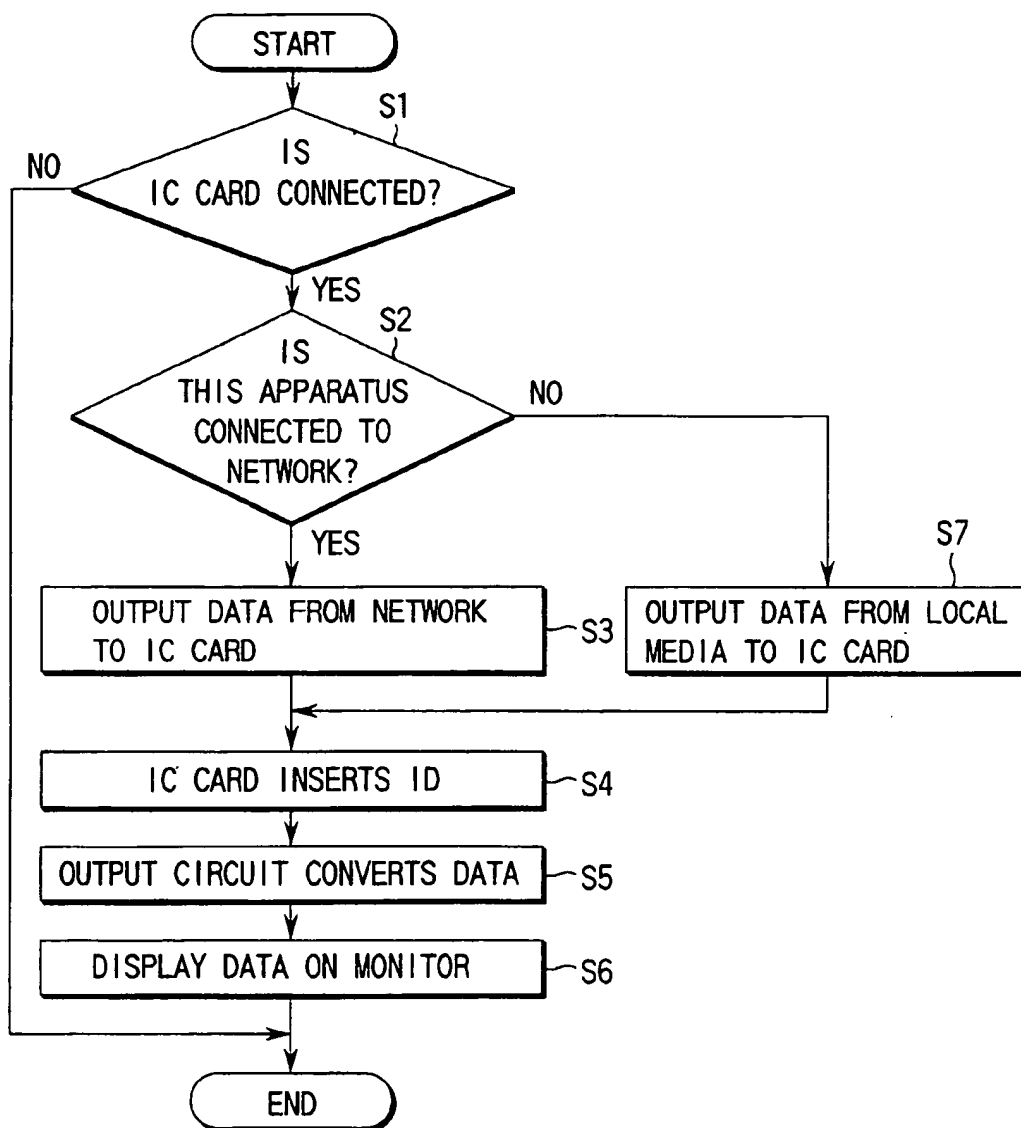 START
S1
IS
IC CARD CONNECTED?
NO
YES
S2
IS
THIS APPARATUS
CONNECTED TO
NETWORK?
NO
YES
S7
OUTPUT DATA FROM NETWORK
TO IC CARD
S3
OUTPUT DATA FROM LOCAL
MEDIA TO IC CARD
IC CARD INSERTS ID
S4
OUTPUT CIRCUIT CONVERTS DATA
S5
DISPLAY DATA ON MONITOR
S6
END